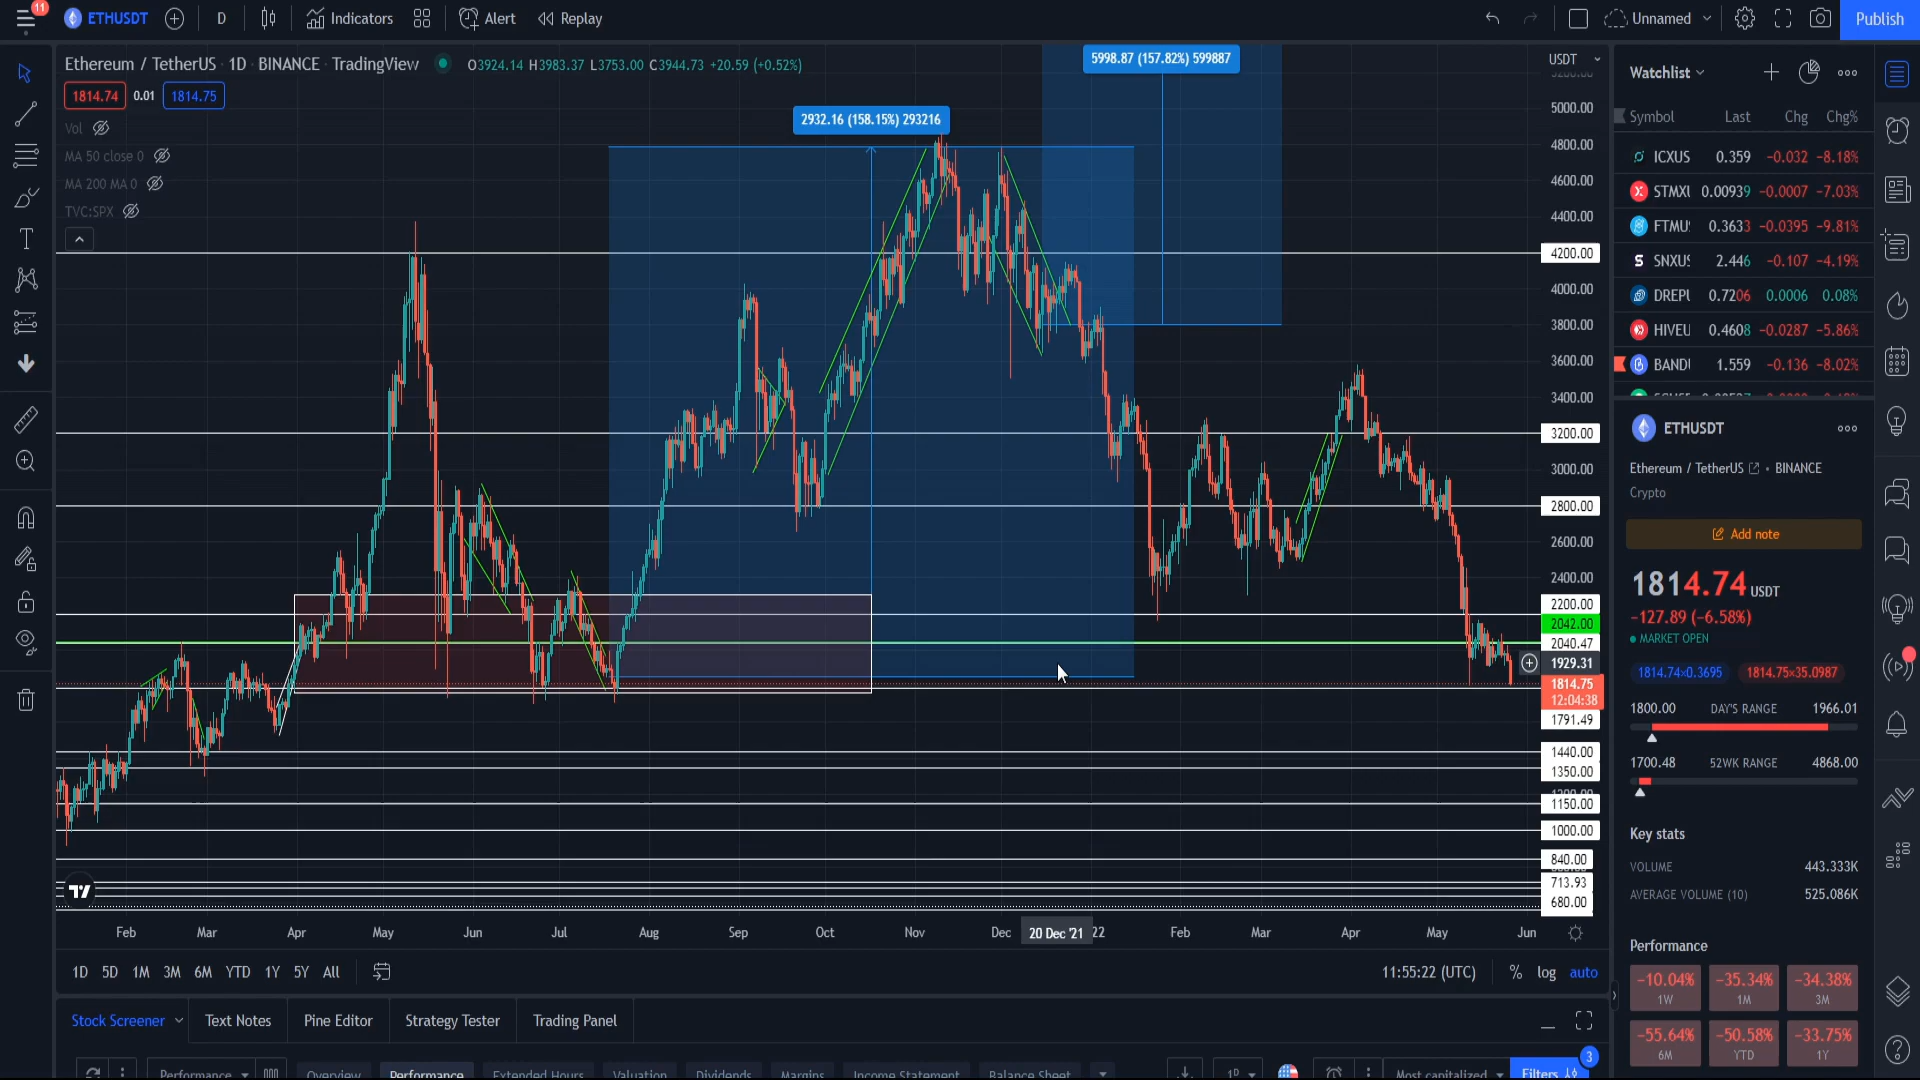 11
ETHUSDT
D
Indicators
Alert
Replay
Unnamed
Publish
Ethereum / TetherUS · 1D · BINANCE · TradingView
O3924.14 H3983.37 L3753.00 C3944.73 +20.59 (+0.52%)
1814.74 0.01 1814.75
Vol
MA 50 close 0
MA 200 MA 0
TVC:SPX
2932.16 (158.15%) 293216
5998.87 (157.82%) 599887
USDT
5000.00
4800.00
4600.00
4400.00
4200.00
4000.00
3800.00
3600.00
3400.00
3200.00
3000.00
2800.00
2600.00
2400.00
2200.00
2042.00
2040.47
1929.31
1814.75
12:04:38
1791.49
1440.00
1350.00
1150.00
1000.00
840.00
713.93
680.00
Feb Mar Apr May Jun Jul Aug Sep Oct Nov Dec 20 Dec '21 22 Feb Mar Apr May Jun
1D 5D 1M 3M 6M YTD 1Y 5Y All
11:55:22 (UTC) % log auto
Stock Screener Text Notes Pine Editor Strategy Tester Trading Panel
Performance Overview Performance Extended Hours Valuation Dividends Margins Income Statement Balance Sheet 1D Most capitalized Filters 3
Watchlist
Symbol Last Chg Chg%
ICXUS 0.359 −0.032 −8.18%
STMXU 0.00939 −0.0007 −7.03%
FTMU 0.3633 −0.0395 −9.81%
SNXUS 2.446 −0.107 −4.19%
DREPU 0.7206 0.0006 0.08%
HIVEU 0.4608 −0.0287 −5.86%
BANDU 1.559 −0.136 −8.02%
ETHUSDT
Ethereum / TetherUS • BINANCE
Crypto
Add note
1814.74 USDT
−127.89 (−6.58%)
MARKET OPEN
1814.74×0.3695 1814.75×35.0987
1800.00 DAY'S RANGE 1966.01
1700.48 52WK RANGE 4868.00
Key stats
VOLUME 443.333K
AVERAGE VOLUME (10) 525.086K
Performance
−10.04% −35.34% −34.38%
1W 1M 3M
−55.64% −50.58% −33.75%
6M YTD 1Y